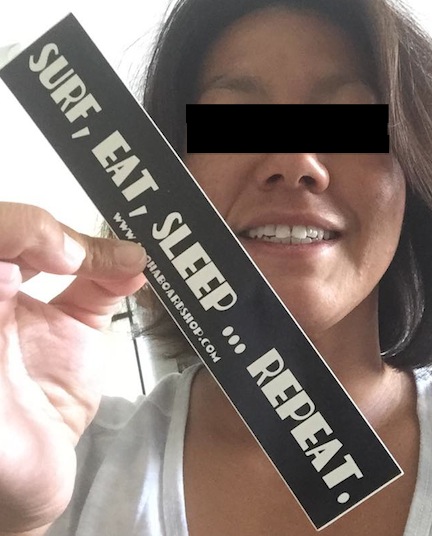 SURF, EAT, SLEEP... REPEAT.